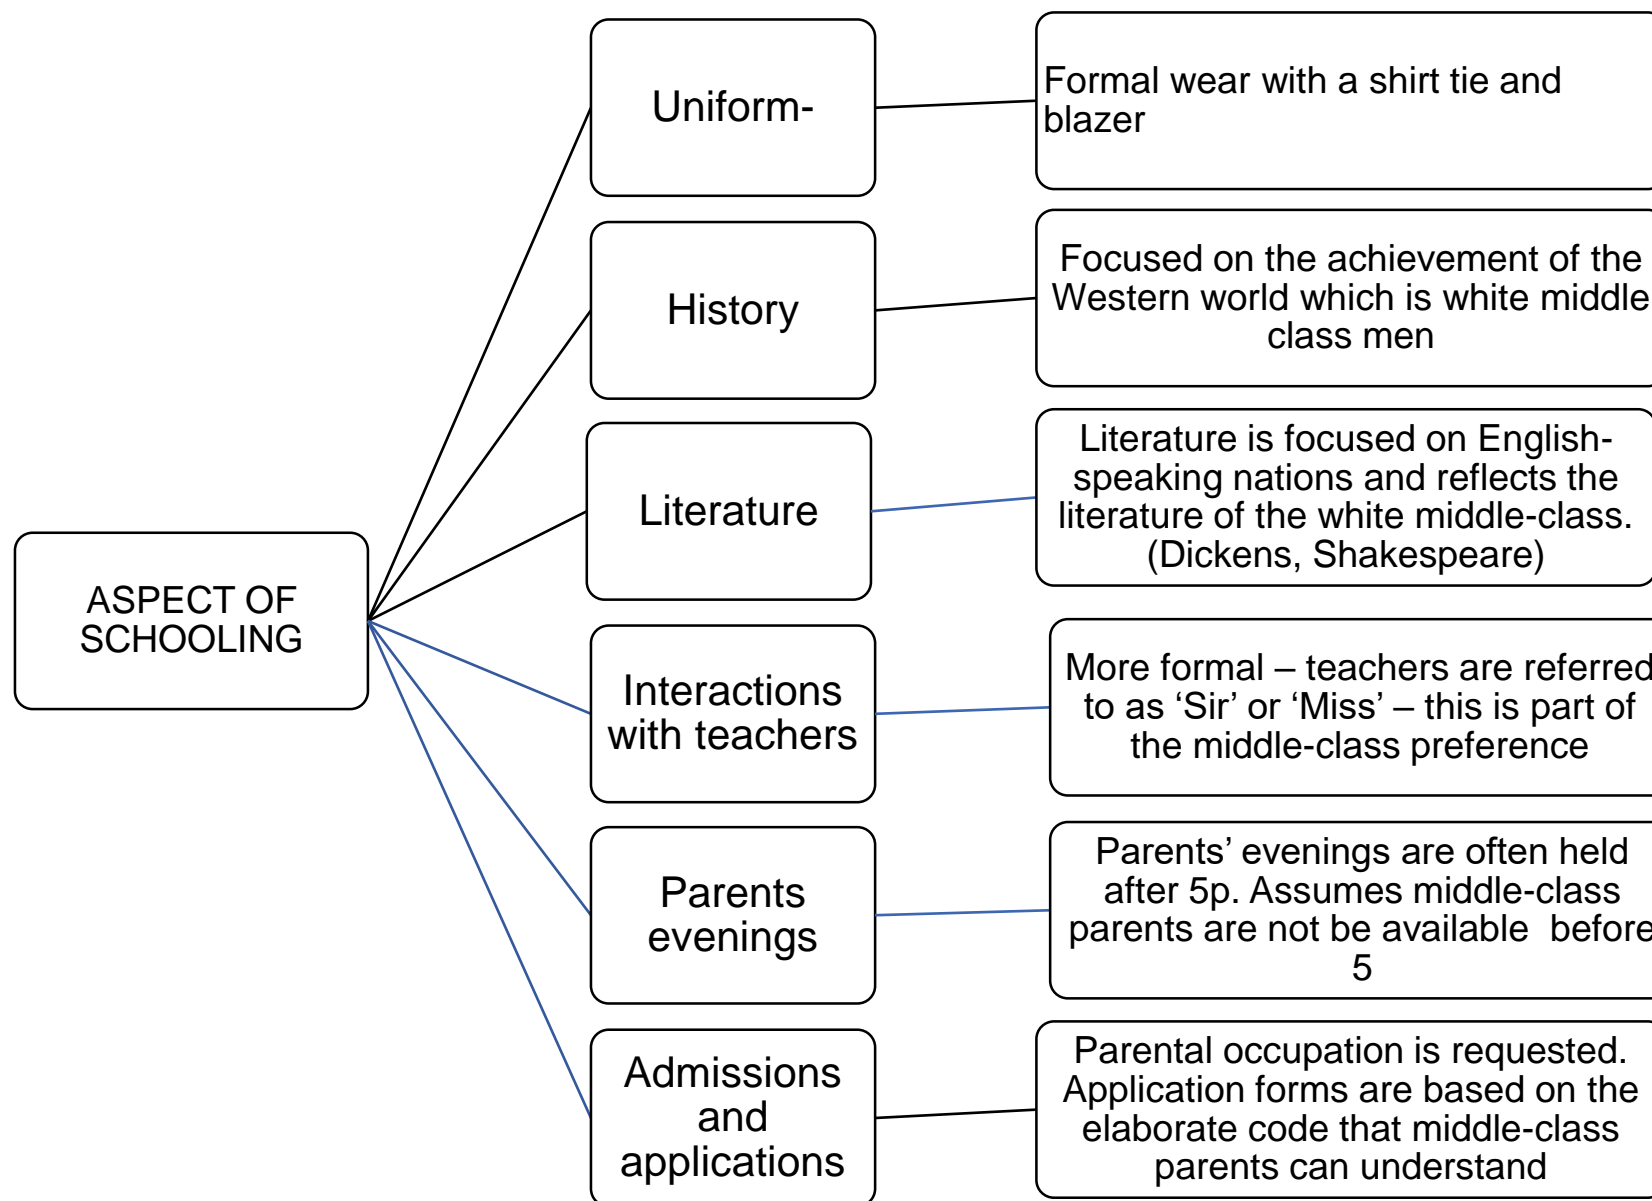 Uniform-
Formal wear with a shirt tie and
blazer
History
Focused on the achievement of the
Western world which is white middle
class men
Literature
Literature is focused on English-
speaking nations and reflects the
literature of the white middle-class.
(Dickens, Shakespeare)
ASPECT OF
SCHOOLING
Interactions
with teachers
More formal – teachers are referred
to as ‘Sir’ or ‘Miss’ – this is part of
the middle-class preference
Parents
evenings
Parents’ evenings are often held
after 5p. Assumes middle-class
parents are not be available  before
5
Admissions
and
applications
Parental occupation is requested.
Application forms are based on the
elaborate code that middle-class
parents can understand